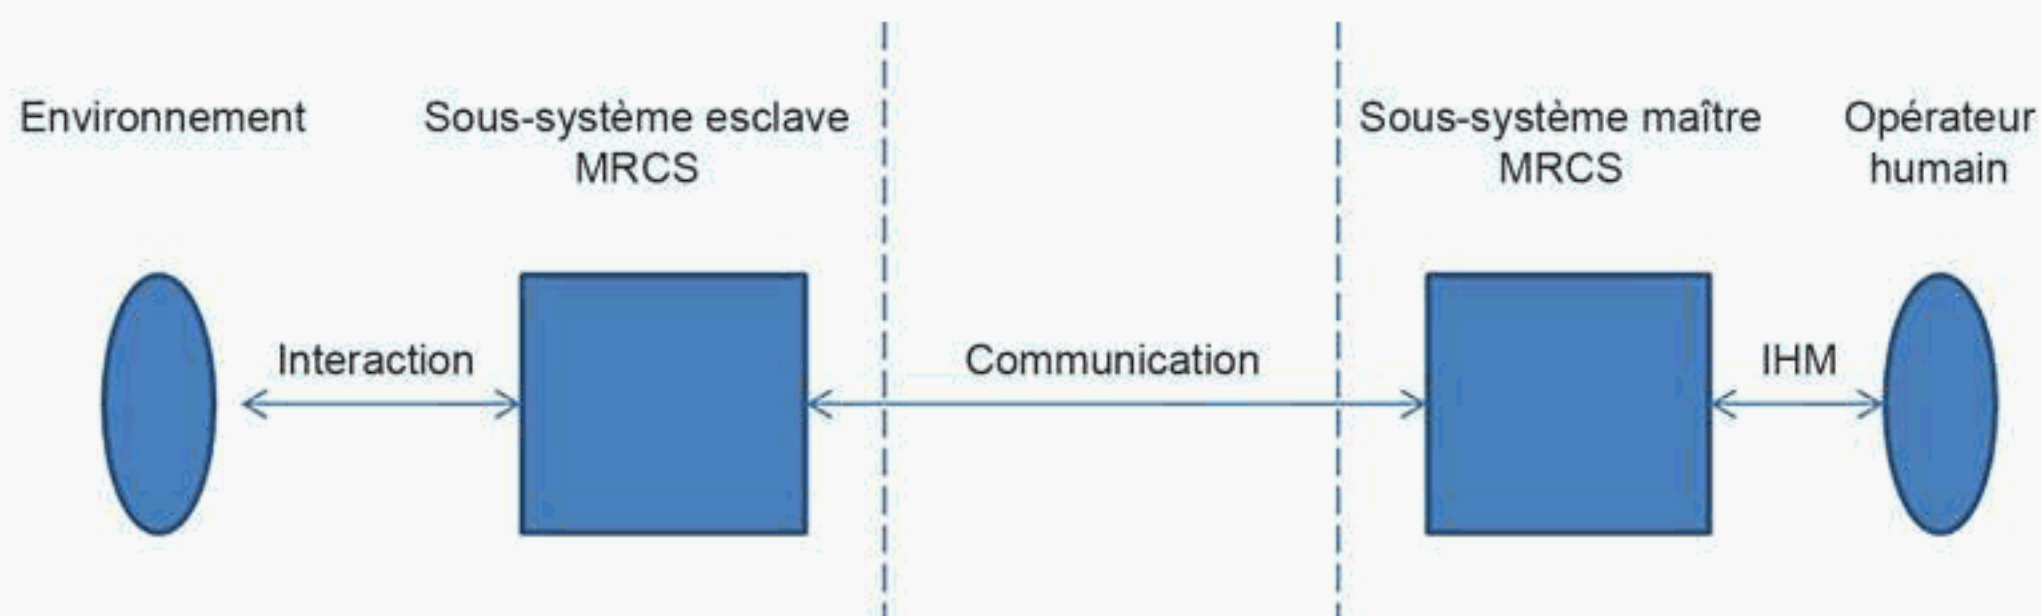 Environnement
Sous-système esclave
MRCS
Sous-système maître
MRCS
Opérateur
humain
Interaction
Communication
IHM